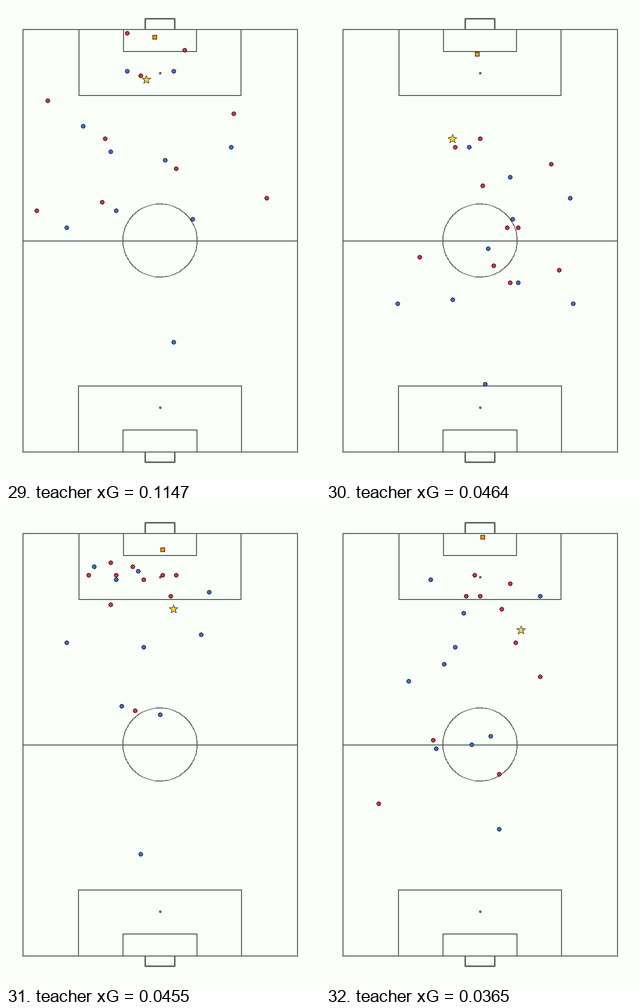 29. teacher xG = 0.1147
30. teacher xG = 0.0464
31. teacher xG = 0.0455
32. teacher xG = 0.0365